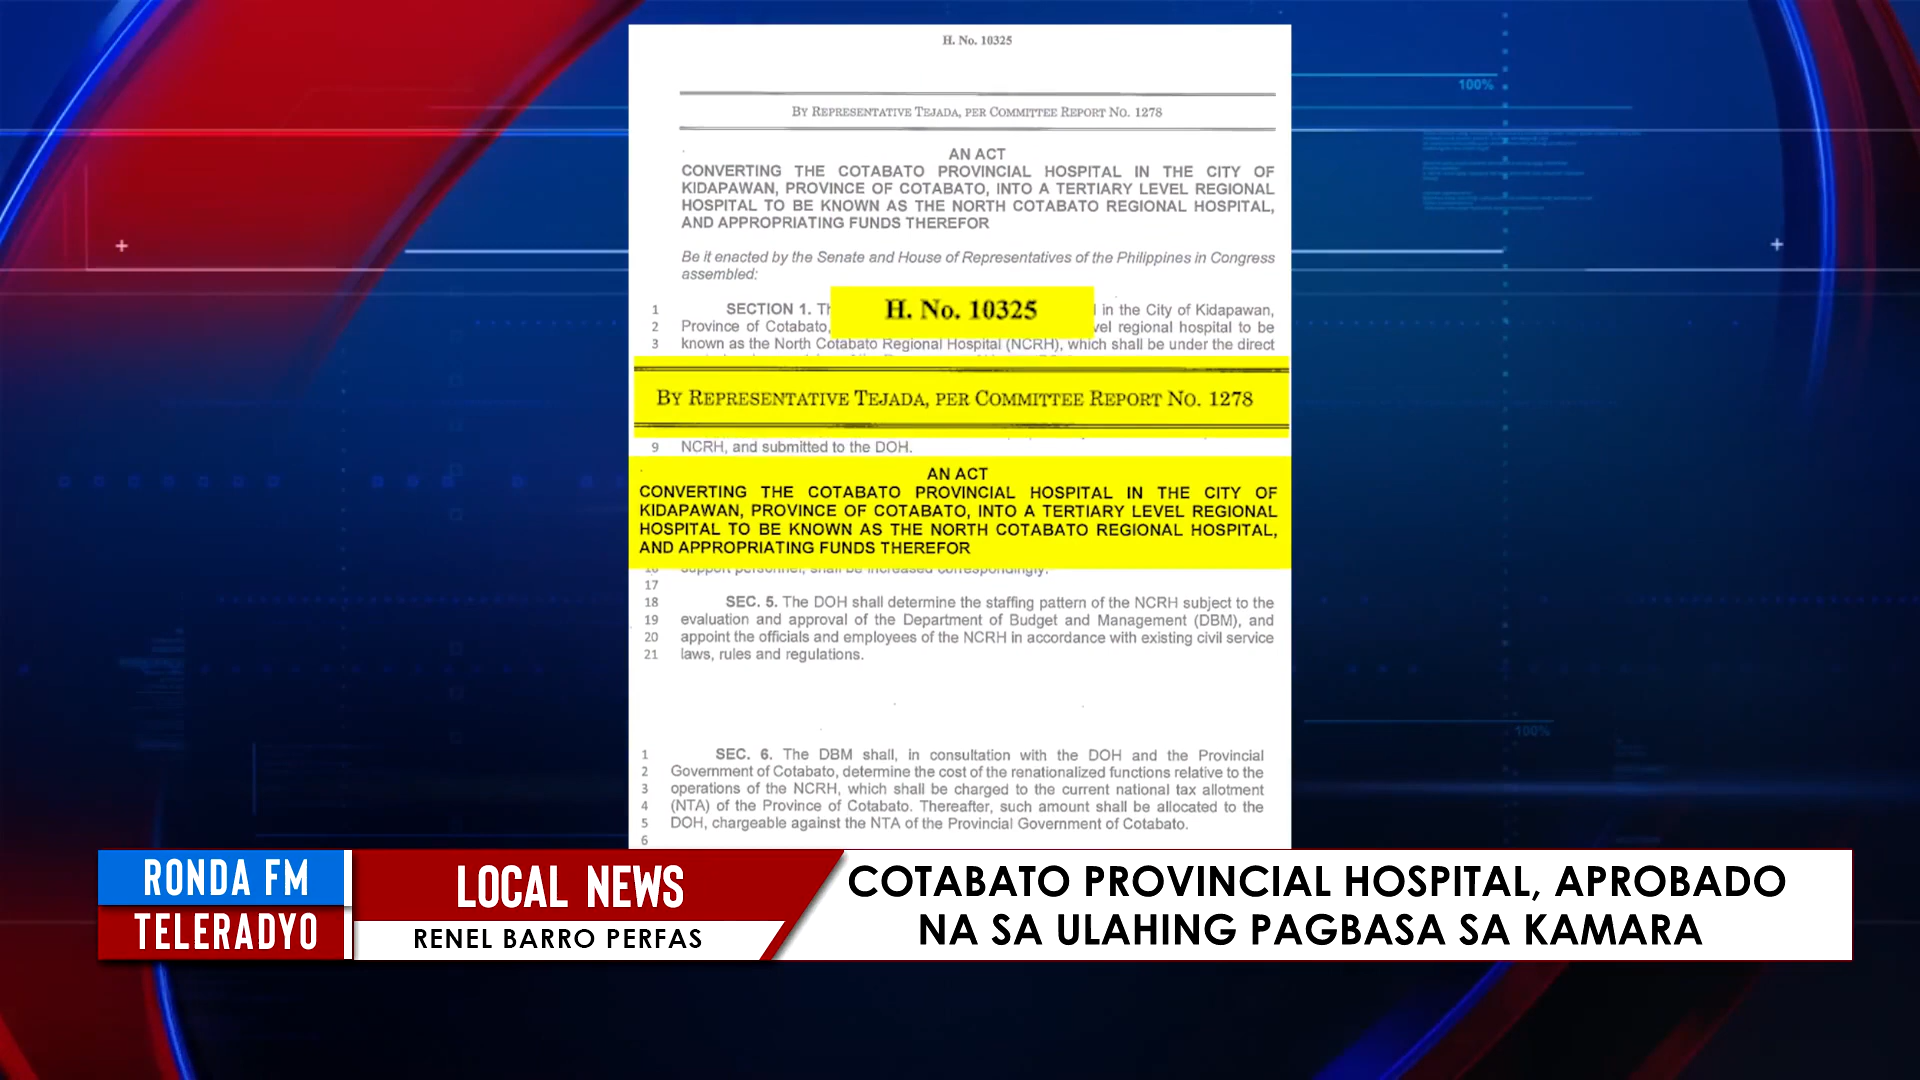 H. No. 10325
BY REPRESENTATIVE TEJADA, PER COMMITTEE REPORT NO. 1278
AN ACT
CONVERTING THE COTABATO PROVINCIAL HOSPITAL IN THE CITY OF
KIDAPAWAN, PROVINCE OF COTABATO, INTO A TERTIARY LEVEL REGIONAL
HOSPITAL TO BE KNOWN AS THE NORTH COTABATO REGIONAL HOSPITAL,
AND APPROPRIATING FUNDS THEREFOR
Be it enacted by the Senate and House of Representatives of the Philippines in Congress
assembled:
1 SECTION 1. in the City of Kidapawan,
H. No. 10325
2 Province of Cotabato, regional hospital to be
3 known as the North Cotabato Regional Hospital (NCRH), which shall be under the direct
BY REPRESENTATIVE TEJADA, PER COMMITTEE REPORT NO. 1278
9 NCRH, and submitted to the DOH.
AN ACT
CONVERTING THE COTABATO PROVINCIAL HOSPITAL IN THE CITY OF
KIDAPAWAN, PROVINCE OF COTABATO, INTO A TERTIARY LEVEL REGIONAL
HOSPITAL TO BE KNOWN AS THE NORTH COTABATO REGIONAL HOSPITAL,
AND APPROPRIATING FUNDS THEREFOR
16 support personnel, shall be increased correspondingly.
17
18 SEC. 5. The DOH shall determine the staffing pattern of the NCRH subject to the
19 evaluation and approval of the Department of Budget and Management (DBM), and
20 appoint the officials and employees of the NCRH in accordance with existing civil service
21 laws, rules and regulations.
1 SEC. 6. The DBM shall, in consultation with the DOH and the Provincial
2 Government of Cotabato, determine the cost of the renationalized functions relative to the
3 operations of the NCRH, which shall be charged to the current national tax allotment
4 (NTA) of the Province of Cotabato. Thereafter, such amount shall be allocated to the
5 DOH, chargeable against the NTA of the Provincial Government of Cotabato.
6
100%
100%
RONDA FM
TELERADYO
LOCAL NEWS
RENEL BARRO PERFAS
COTABATO PROVINCIAL HOSPITAL, APROBADO
NA SA ULAHING PAGBASA SA KAMARA